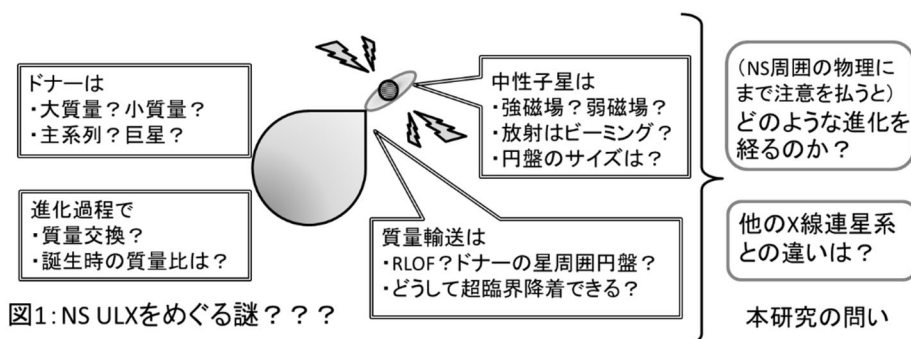 ドナーは
・大質量？小質量？
・主系列？巨星？
進化過程で
・質量交換？
・誕生時の質量比は？
中性子星は
・強磁場？弱磁場？
・放射はビーミング？
・円盤のサイズは？
質量輸送は
・RLOF？ドナーの星周囲円盤？
・どうして超臨界降着できる？
（NS周囲の物理に
まで注意を払うと）
どのような進化を
経るのか？
他のX線連星系
との違いは？
図1：NS ULXをめぐる謎？？？
本研究の問い